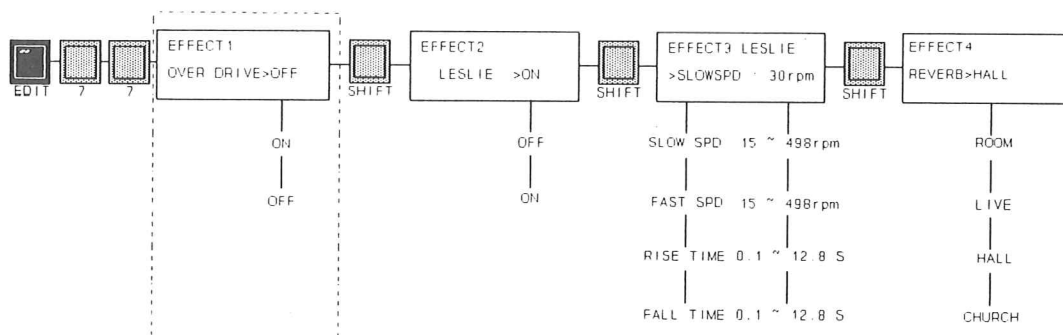 EDIT
7
7
EFFECT1
OVER DRIVE>OFF
ON
OFF
SHIFT
EFFECT2
LESLIE >ON
OFF
ON
SHIFT
EFFECT3 LESLIE
>SLOWSPD 30rpm
SLOW SPD 15 ~ 498rpm
FAST SPD 15 ~ 498rpm
RISE TIME 0.1 ~ 12.8 S
FALL TIME 0.1 ~ 12.8 S
SHIFT
EFFECT4
REVERB>HALL
ROOM
LIVE
HALL
CHURCH